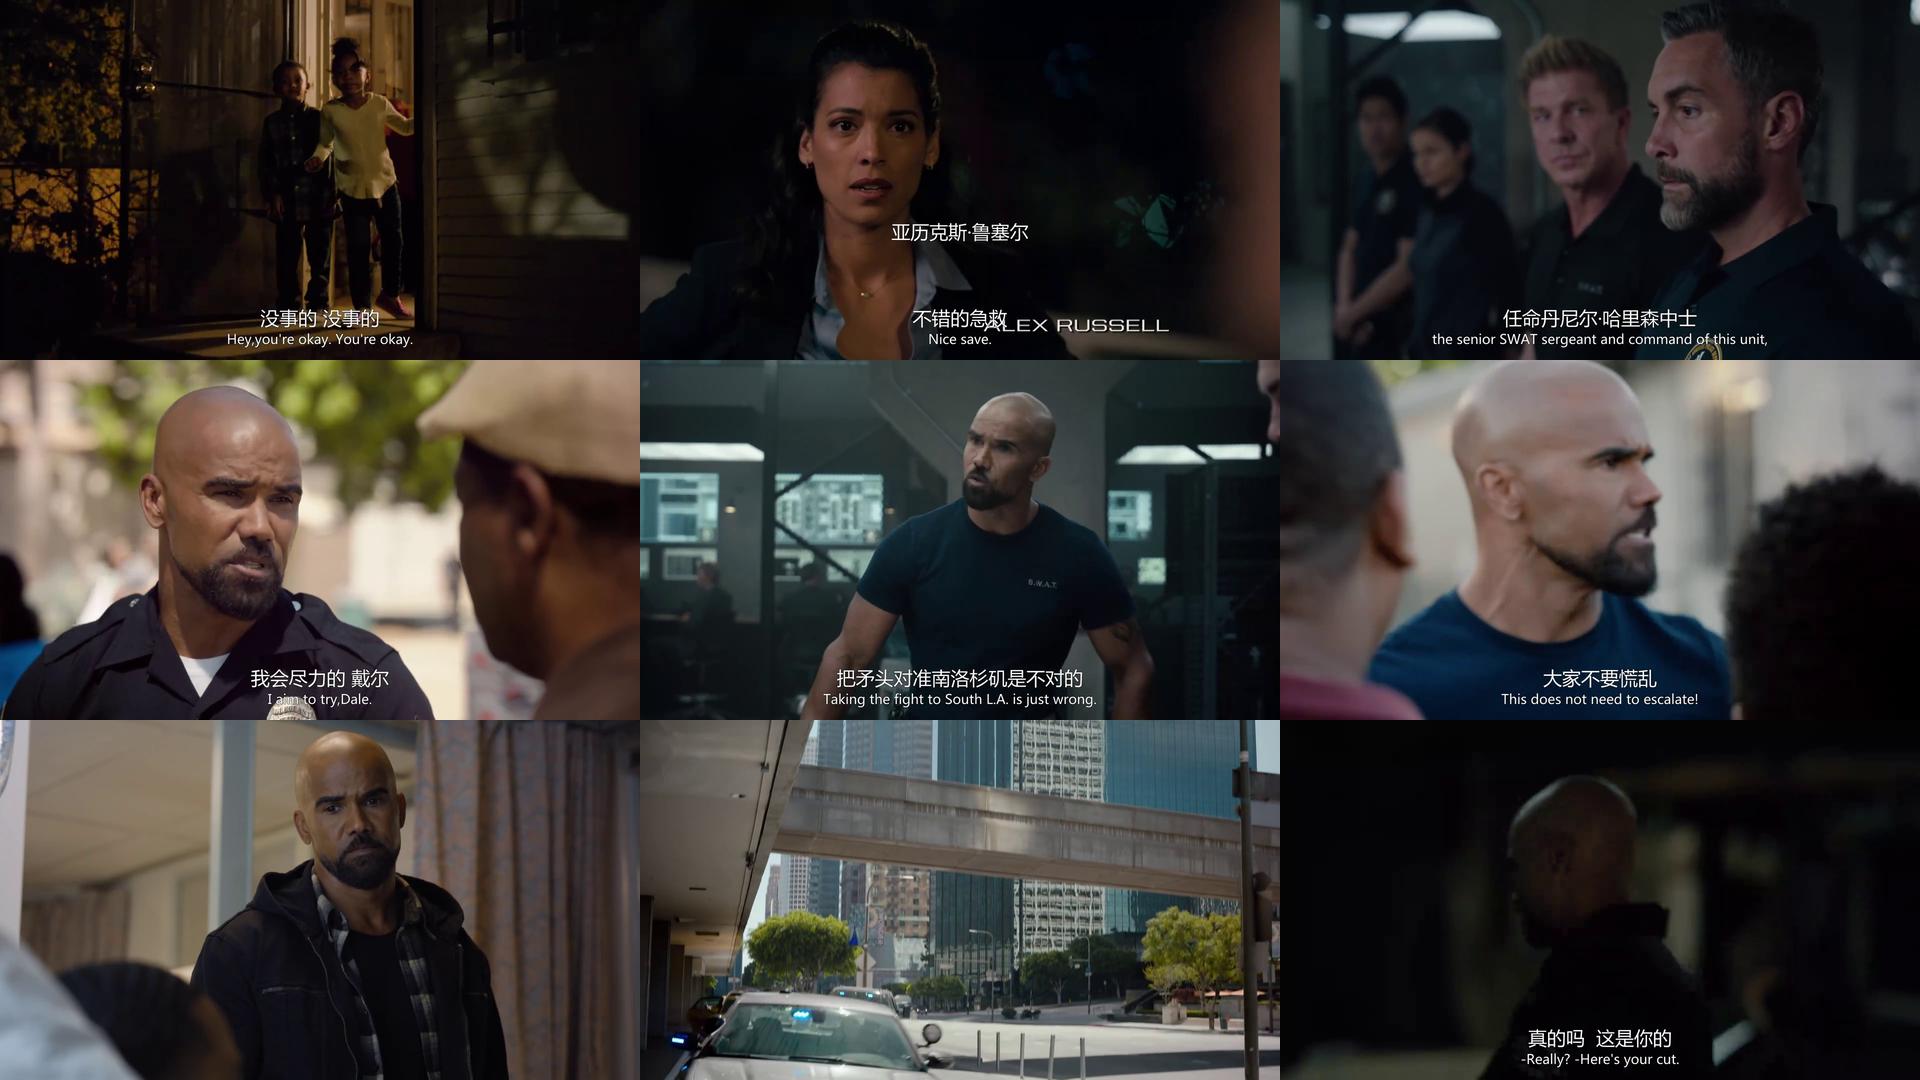 没事的 没事的
Hey,you're okay. You're okay.
亚历克斯·鲁塞尔
不错的急救
ALEX RUSSELL
Nice save.
任命丹尼尔·哈里森中士
the senior SWAT sergeant and command of this unit,
我会尽力的 戴尔
I aim to try,Dale.
S.W.A.T.
把矛头对准南洛杉矶是不对的
Taking the fight to South L.A. is just wrong.
大家不要慌乱
This does not need to escalate!
真的吗 这是你的
-Really? -Here's your cut.